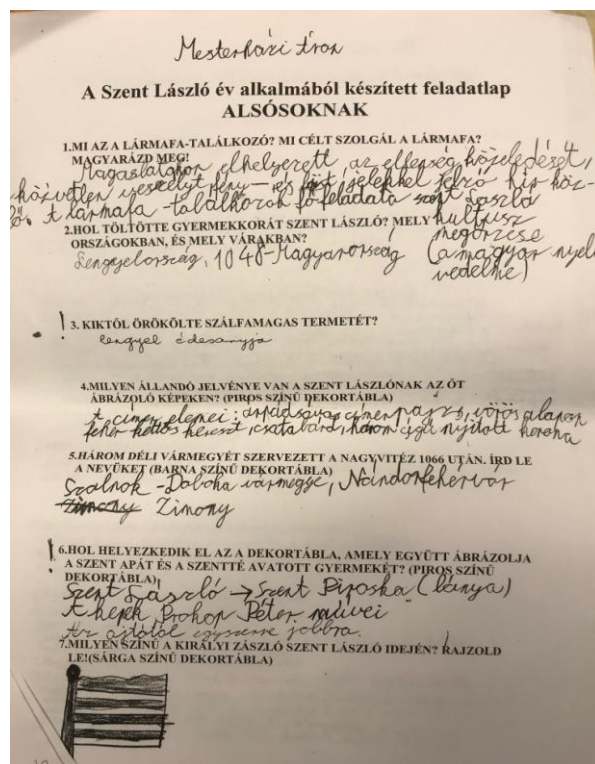 Mesterházi Áron
A Szent László év alkalmából készített feladatlap
ALSÓSOKNAK
1.MI AZ A LÁRMAFA-TALÁLKOZÓ? MI CÉLT SZOLGÁL A LÁRMAFA?
MAGYARÁZD MEG!
Magaslatokon elhelyezett, az ellenség közeledését,
közvetlen veszélyt fény- és füst jelekkel jelző hír köz-
lő. A lármafa-találkozók fő feladata szent László
kultusz
megőrzése
(a magyar nyelv
védelme)
2.HOL TÖLTÖTTE GYERMEKKORÁT SZENT LÁSZLÓ? MELY
ORSZÁGOKBAN, ÉS MELY VÁRAKBAN?
Lengyelország, 1048-Magyarország
! 3. KIKTŐL ÖRÖKÖLTE SZÁLFAMAGAS TERMETÉT?
lengyel édesanyja
4.MILYEN ÁLLANDÓ JELVÉNYE VAN A SZENT LÁSZLÓNAK AZ ŐT
ÁBRÁZOLÓ KÉPEKEN? (PIROS SZÍNŰ DEKORTÁBLA)
A címer elemei: árpádsávos címerpajzs, vörös alapon
fehér kettős kereszt, csatabárd, három ágú nyitott korona
5.HÁROM DÉLI VÁRMEGYÉT SZERVEZETT A NAGYVITÉZ 1066 UTÁN. ÍRD LE
A NEVÜKET (BARNA SZÍNŰ DEKORTÁBLA)
Szolnok-Doboka vármegye, Nándorfehérvár
Zimony Zimony
! 6.HOL HELYEZKEDIK EL AZ A DEKORTÁBLA, AMELY EGYÜTT ÁBRÁZOLJA
A SZENT APÁT ÉS A SZENTTÉ AVATOTT GYERMEKÉT? (PIROS SZÍNŰ
DEKORTÁBLA)
Szent László → Szent Piroska (lánya)
A képek Prokop Péter művei
Az ajtótól egyszerre jobbra.
7.MILYEN SZÍNŰ A KIRÁLYI ZÁSZLÓ SZENT LÁSZLÓ IDEJÉN? RAJZOLD
LE!(SÁRGA SZÍNŰ DEKORTÁBLA)